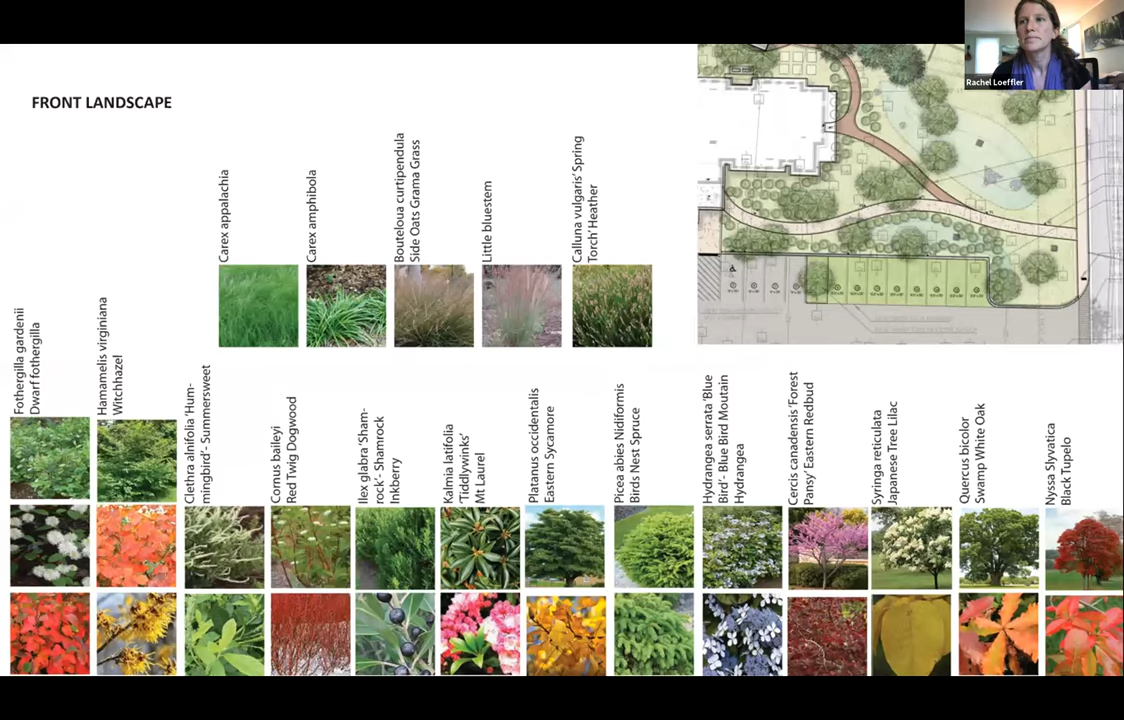 Rachel Loeffler
FRONT LANDSCAPE
Carex appalachia
Carex amphibola
Bouteloua curtipendula
Side Oats Grama Grass
Little bluestem
Calluna vulgaris' Spring
Torch' Heather
Fothergilla gardenii
Dwarf fothergilla
Hamamelis virginiana
Witchhazel
Clethra alnifolia 'Hum-
mingbird'- Summersweet
Cornus baileyi
Red Twig Dogwood
Ilex glabra 'Sham-
rock'- Shamrock
Inkberry
Kalmia latifolia
'Tiddlywinks'
Mt Laurel
Platanus occidentalis
Eastern Sycamore
Picea abies Nidiformis
Birds Nest Spruce
Hydrangea serrata 'Blue
Bird'- Blue Bird Moutain
Hydrangea
Cercis canadensis 'Forest
Pansy' Eastern Redbud
Syringa reticulata
Japanese Tree Lilac
Quercus bicolor
Swamp White Oak
Nyssa Slyvatica
Black Tupelo